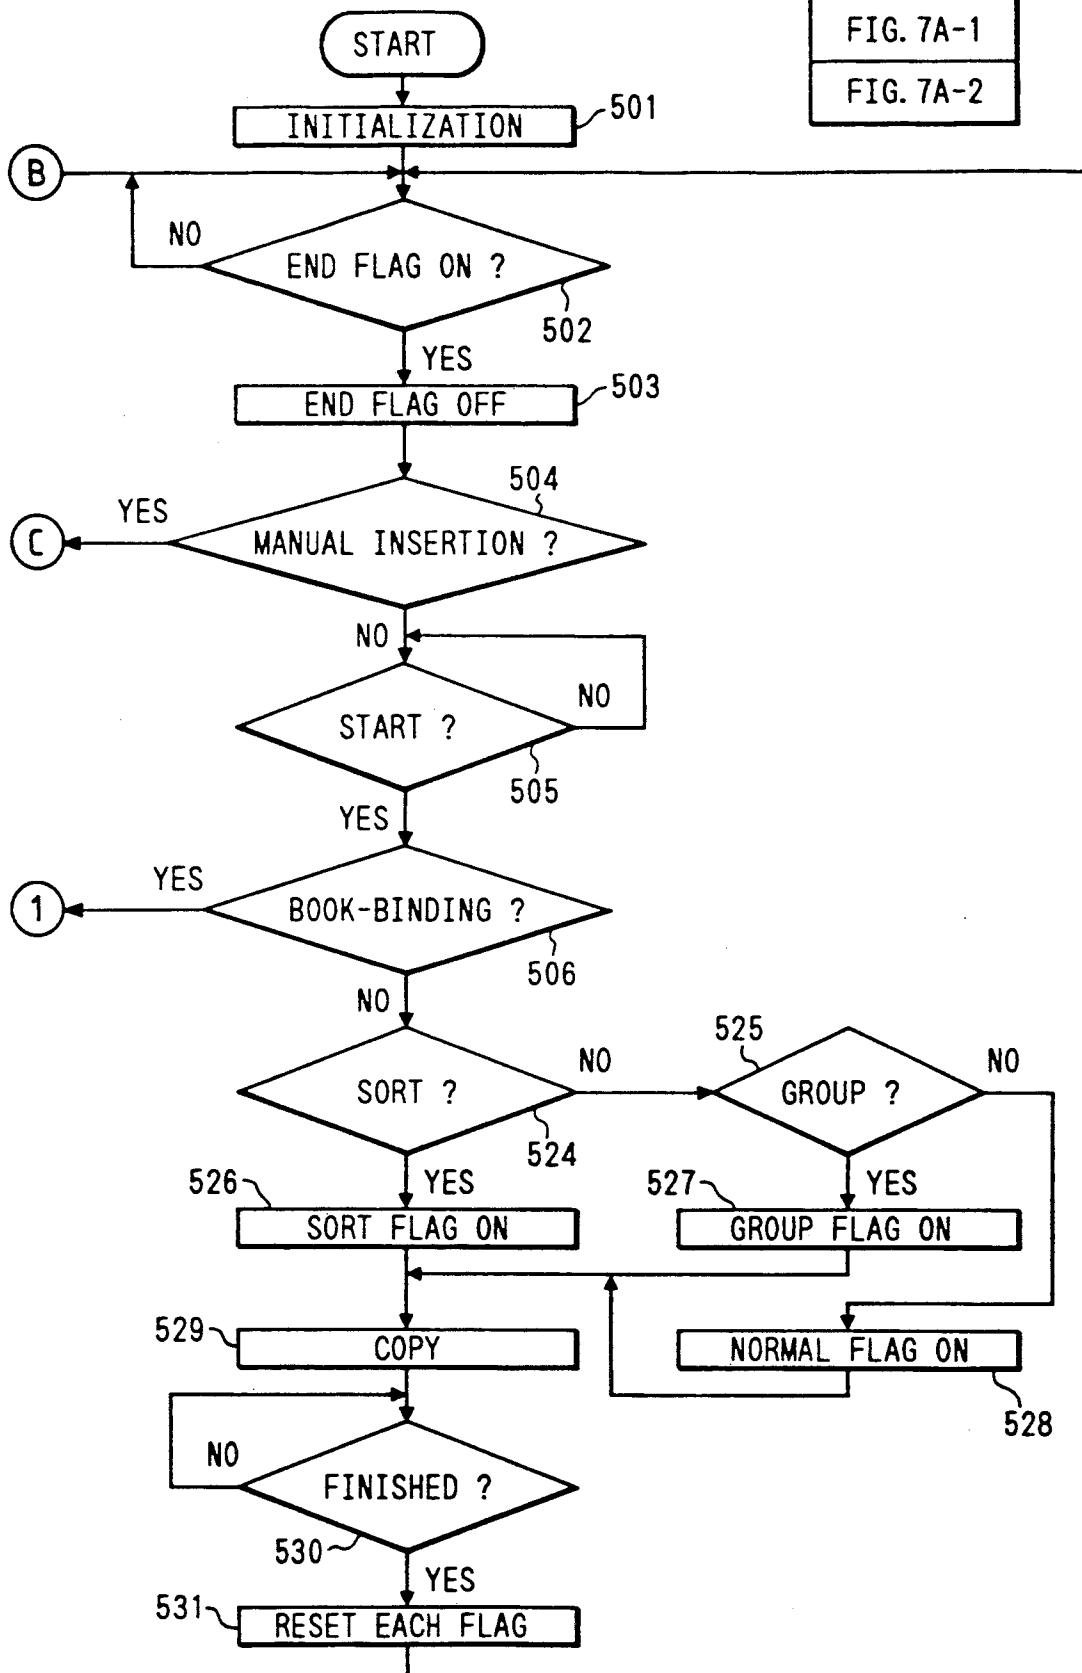 FIG. 7A-1
START
FIG. 7A-2
INITIALIZATION
501
B
NO
END FLAG ON ?
502
YES
END FLAG OFF
503
504
YES
C
MANUAL INSERTION ?
NO
START ?
NO
505
YES
YES
1
BOOK-BINDING ?
506
NO
SORT ?
NO
524
525
GROUP ?
NO
YES
526
SORT FLAG ON
YES
527
GROUP FLAG ON
529
COPY
NORMAL FLAG ON
528
NO
FINISHED ?
530
YES
531
RESET EACH FLAG